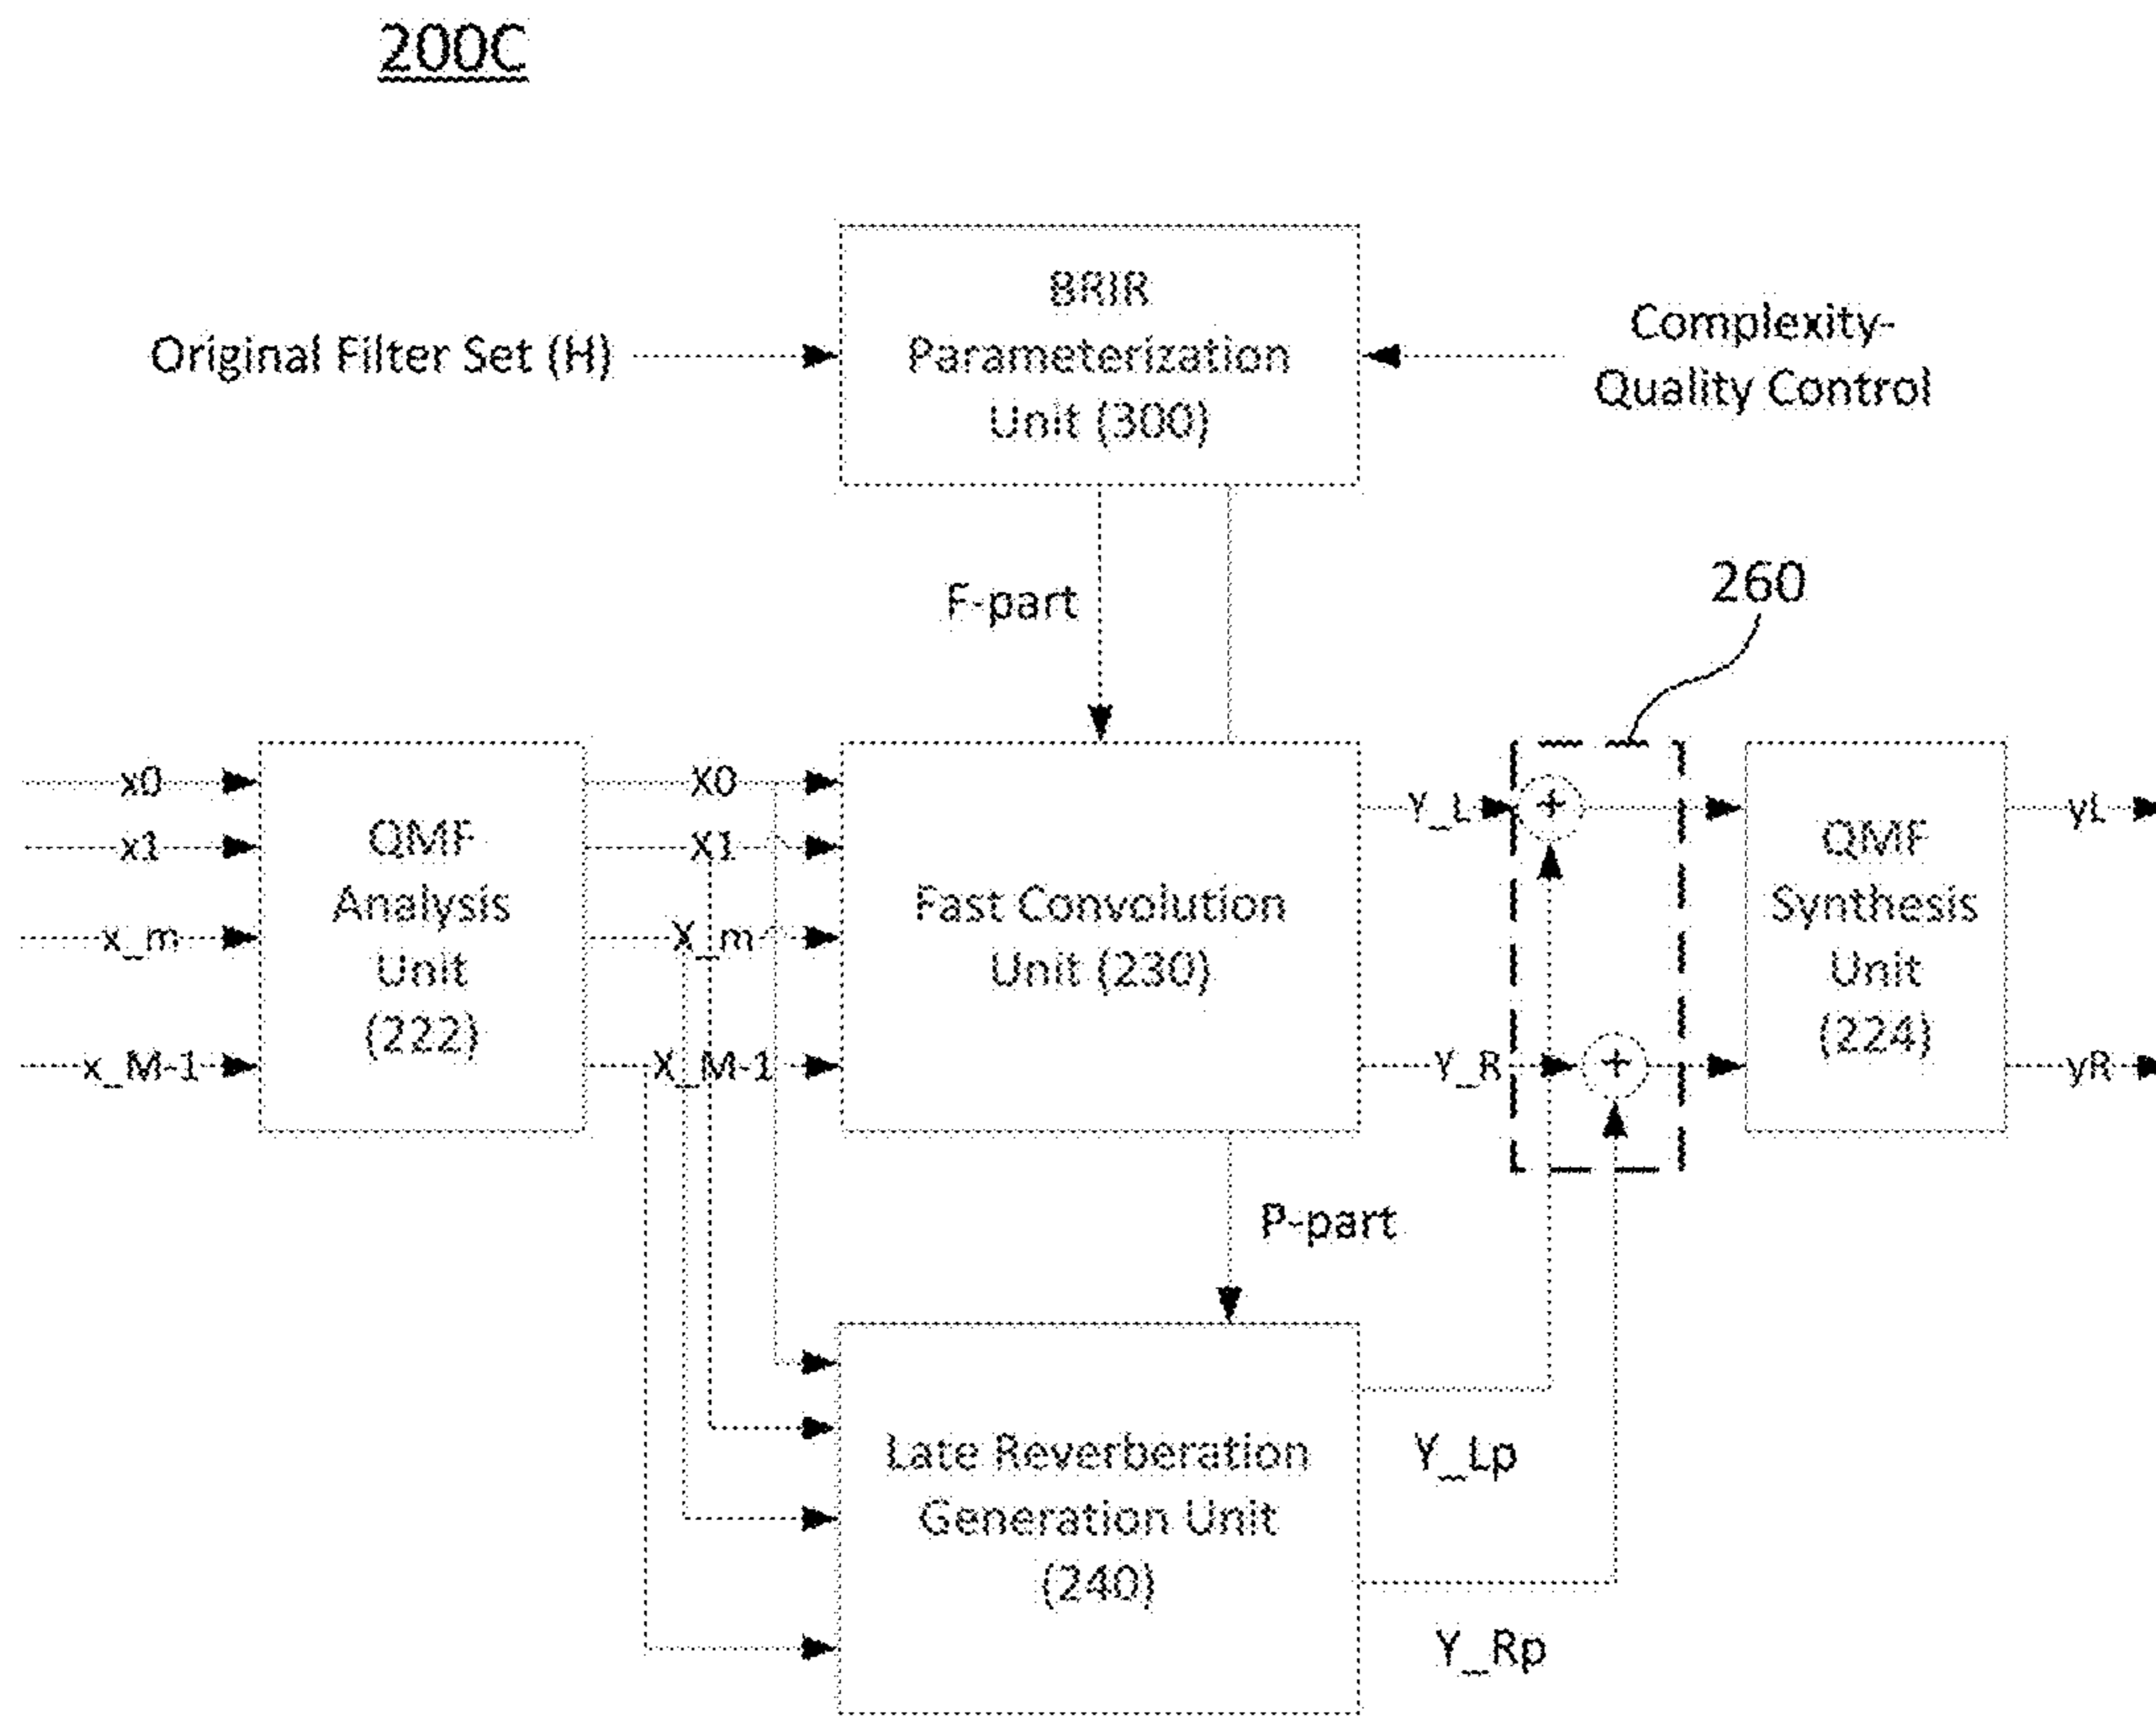 200C
BRIR
Parameterization
Unit (300)
Original Filter Set (H)
Complexity-
Quality Control
F-part
260
x0
x1
x_m
x_M-1
QMF
Analysis
Unit
(222)
X0
X1
X_m
X_M-1
Fast Convolution
Unit (230)
Y_L
Y_R
+
+
QMF
Synthesis
Unit
(224)
yL
yR
P-part
Late Reverberation
Generation Unit
(240)
Y_Lp
Y_Rp